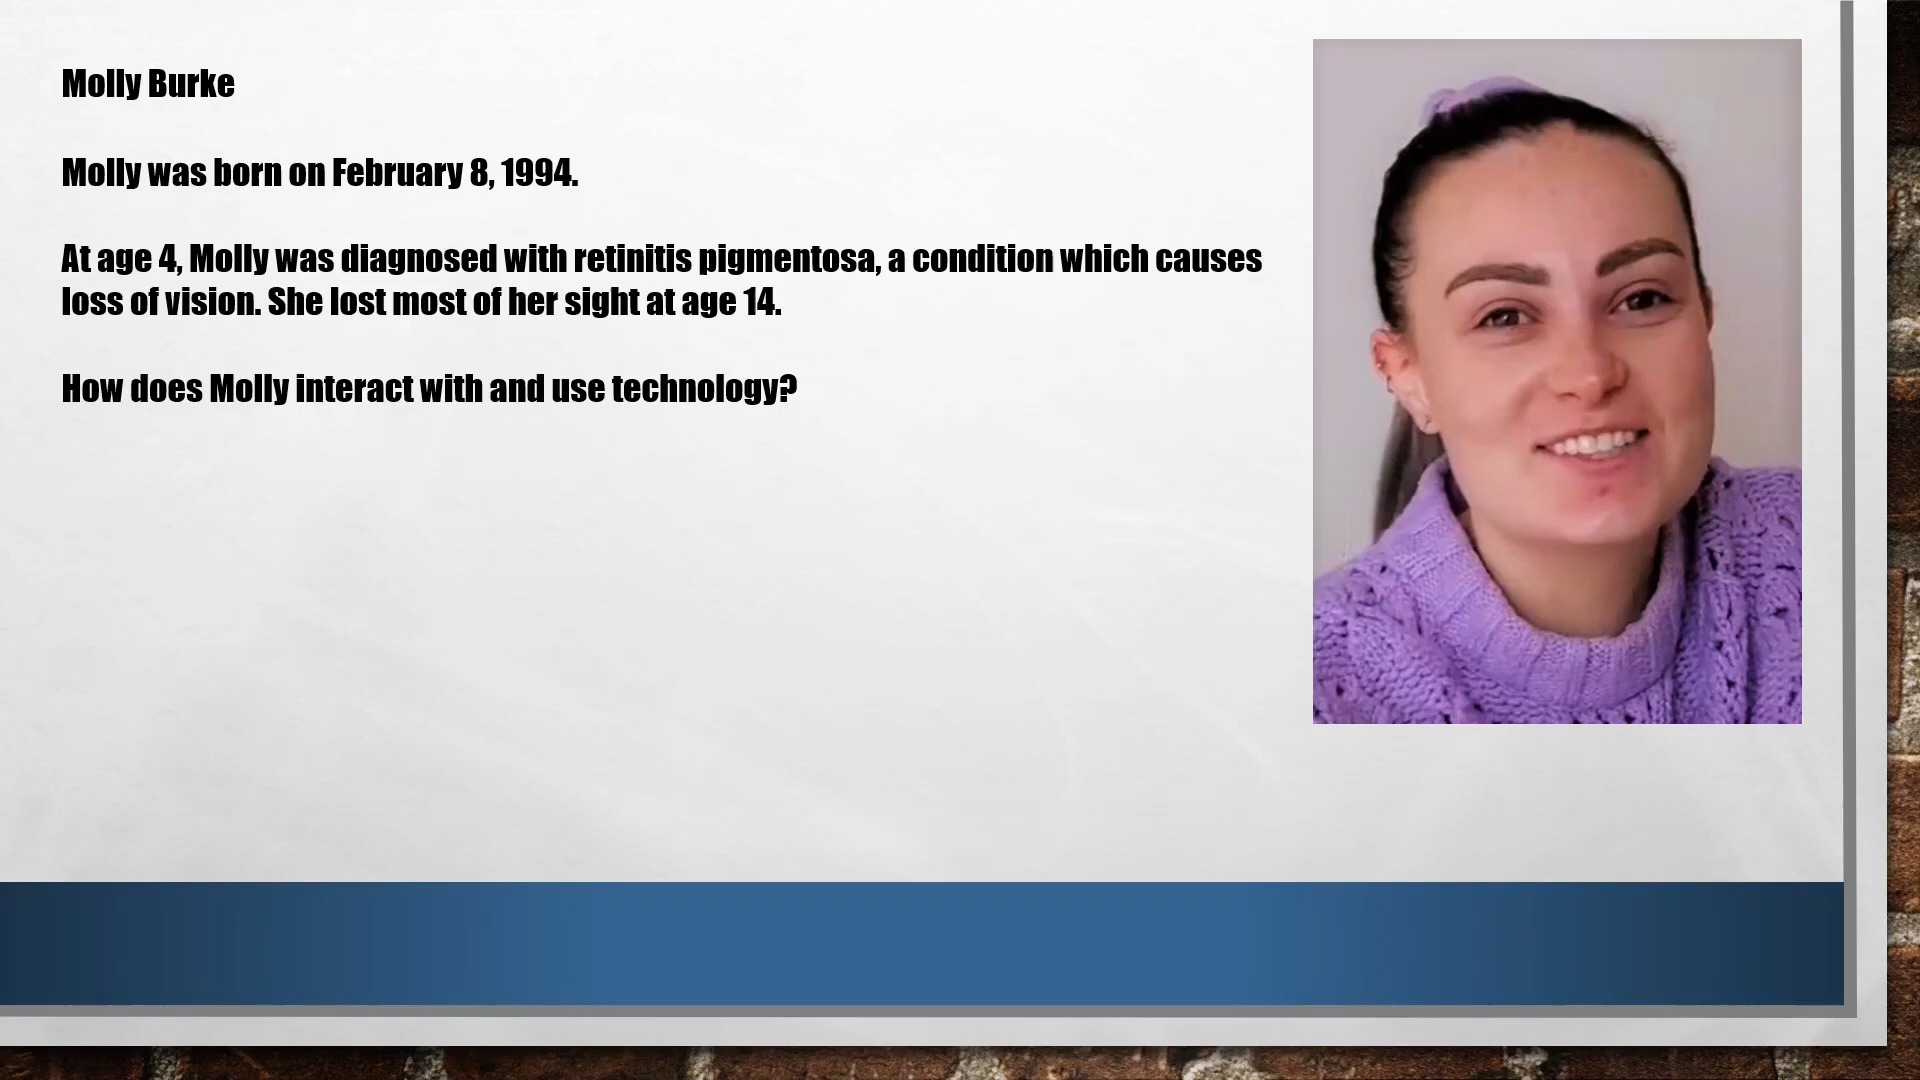 Molly Burke
Molly was born on February 8, 1994.
At age 4, Molly was diagnosed with retinitis pigmentosa, a condition which causes
loss of vision. She lost most of her sight at age 14.
How does Molly interact with and use technology?